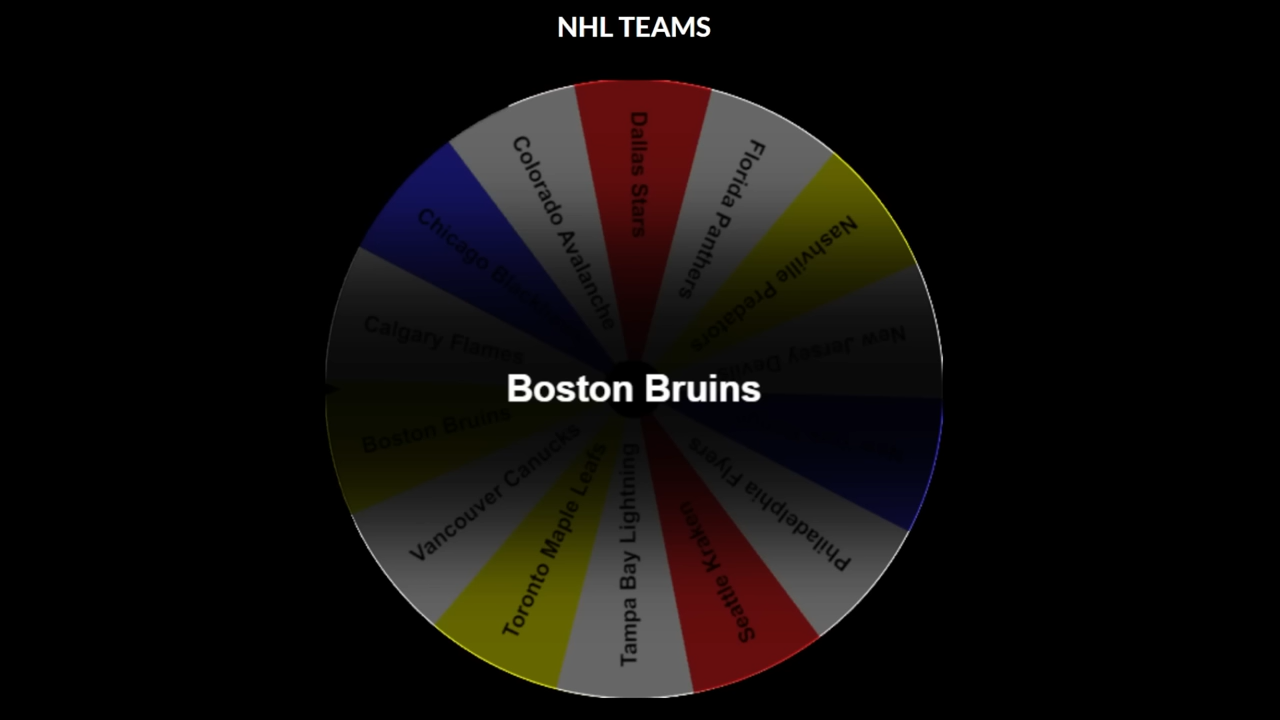 NHL TEAMS
Dallas Stars
Florida Panthers
Nashville Predators
New Jersey Devils
Philadelphia Flyers
Seattle Kraken
Tampa Bay Lightning
Toronto Maple Leafs
Vancouver Canucks
Boston Bruins
Calgary Flames
Chicago
Colorado Avalanche
Boston Bruins